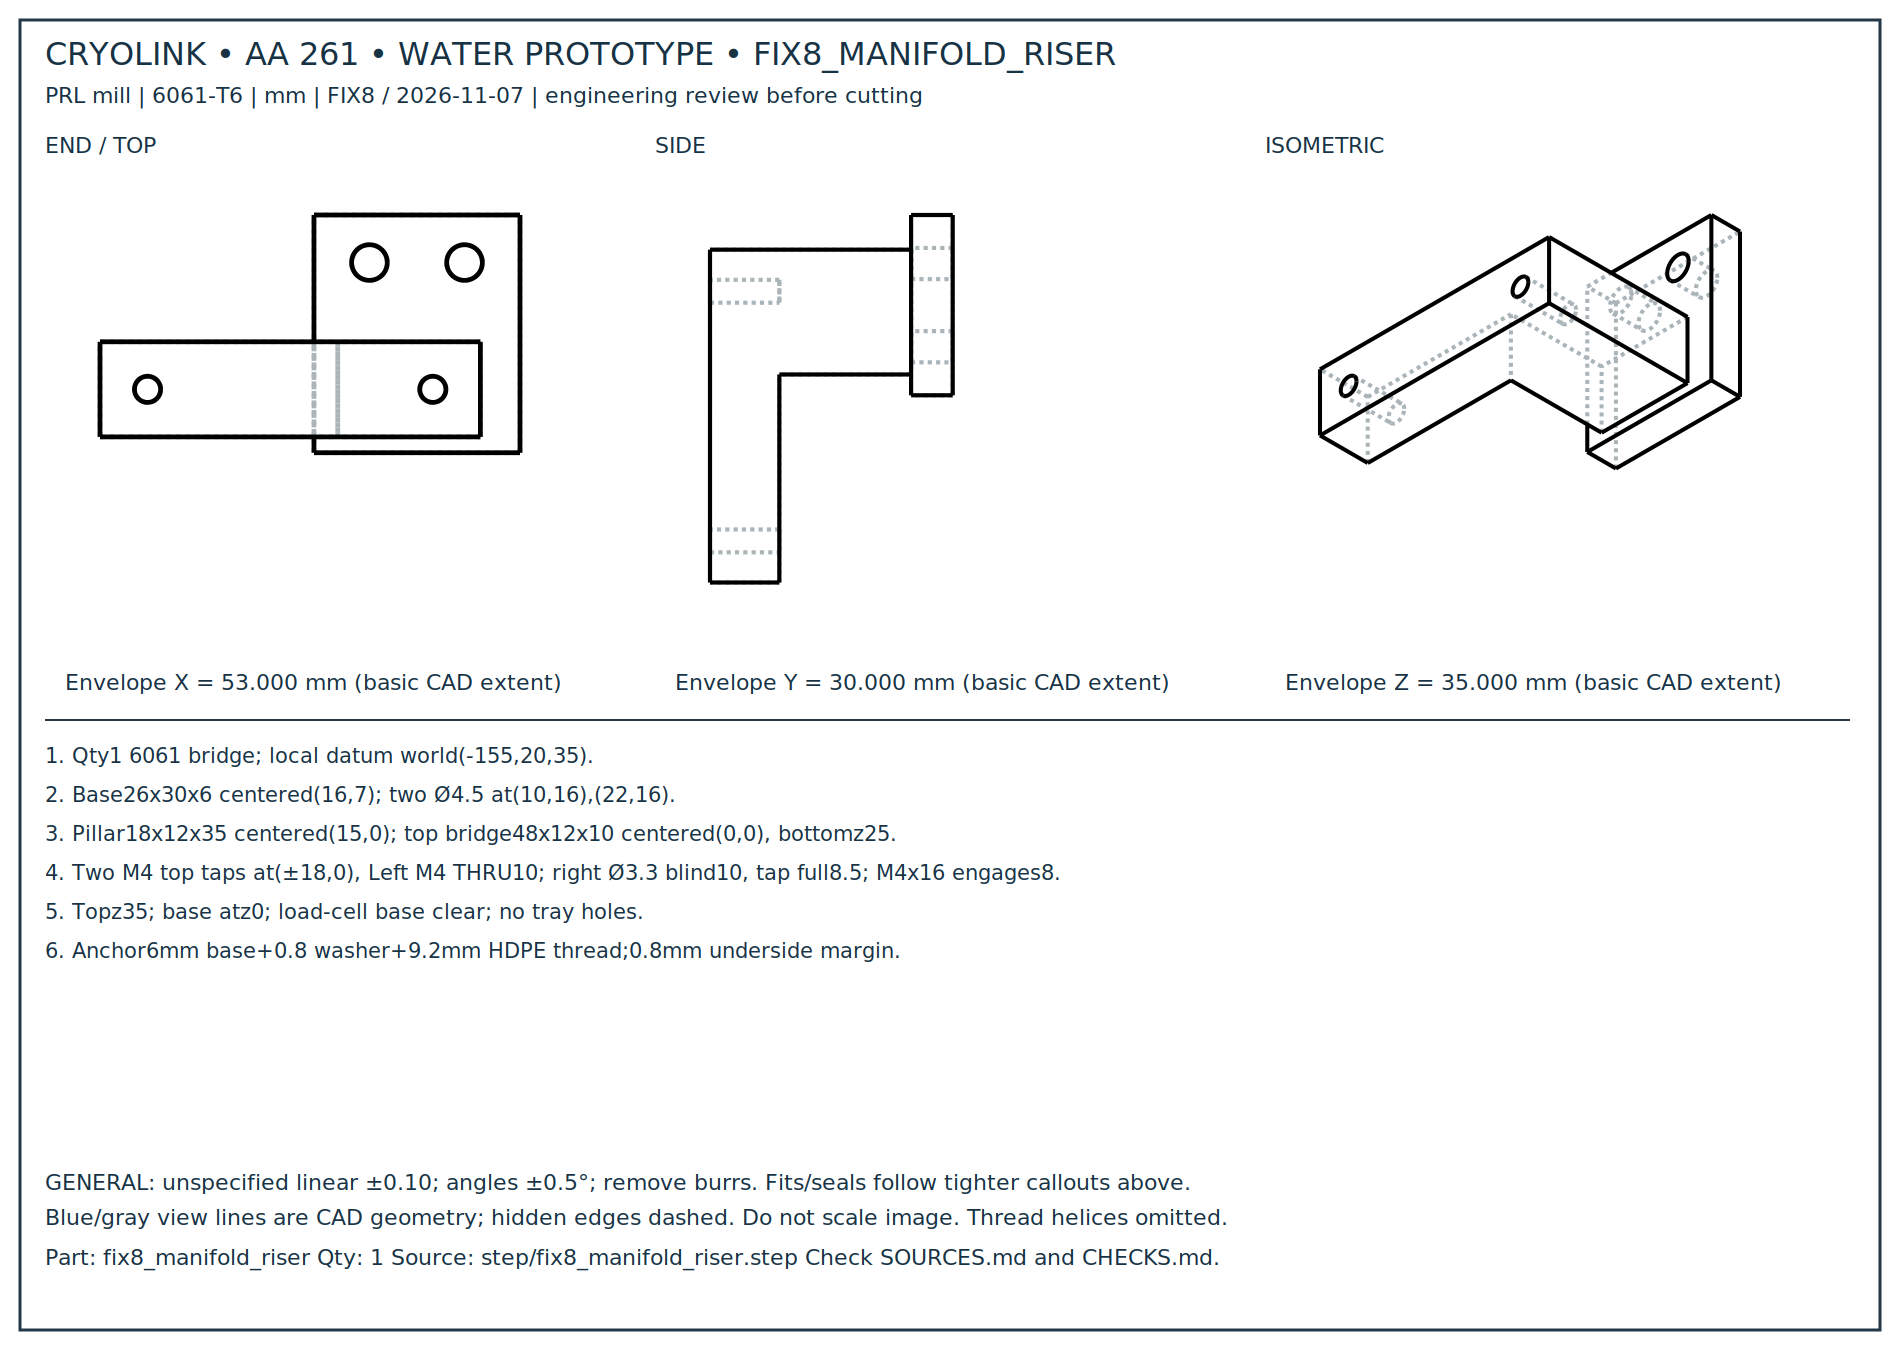 CRYOLINK • AA 261 • WATER PROTOTYPE • FIX8_MANIFOLD_RISER
PRL mill | 6061-T6 | mm | FIX8 / 2026-11-07 | engineering review before cutting
END / TOP
SIDE
ISOMETRIC
Envelope X = 53.000 mm (basic CAD extent)
Envelope Y = 30.000 mm (basic CAD extent)
Envelope Z = 35.000 mm (basic CAD extent)
1. Qty1 6061 bridge; local datum world(-155,20,35).
2. Base26x30x6 centered(16,7); two Ø4.5 at(10,16),(22,16).
3. Pillar18x12x35 centered(15,0); top bridge48x12x10 centered(0,0), bottomz25.
4. Two M4 top taps at(±18,0), Left M4 THRU10; right Ø3.3 blind10, tap full8.5; M4x16 engages8.
5. Topz35; base atz0; load-cell base clear; no tray holes.
6. Anchor6mm base+0.8 washer+9.2mm HDPE thread;0.8mm underside margin.
GENERAL: unspecified linear ±0.10; angles ±0.5°; remove burrs. Fits/seals follow tighter callouts above.
Blue/gray view lines are CAD geometry; hidden edges dashed. Do not scale image. Thread helices omitted.
Part: fix8_manifold_riser Qty: 1 Source: step/fix8_manifold_riser.step Check SOURCES.md and CHECKS.md.